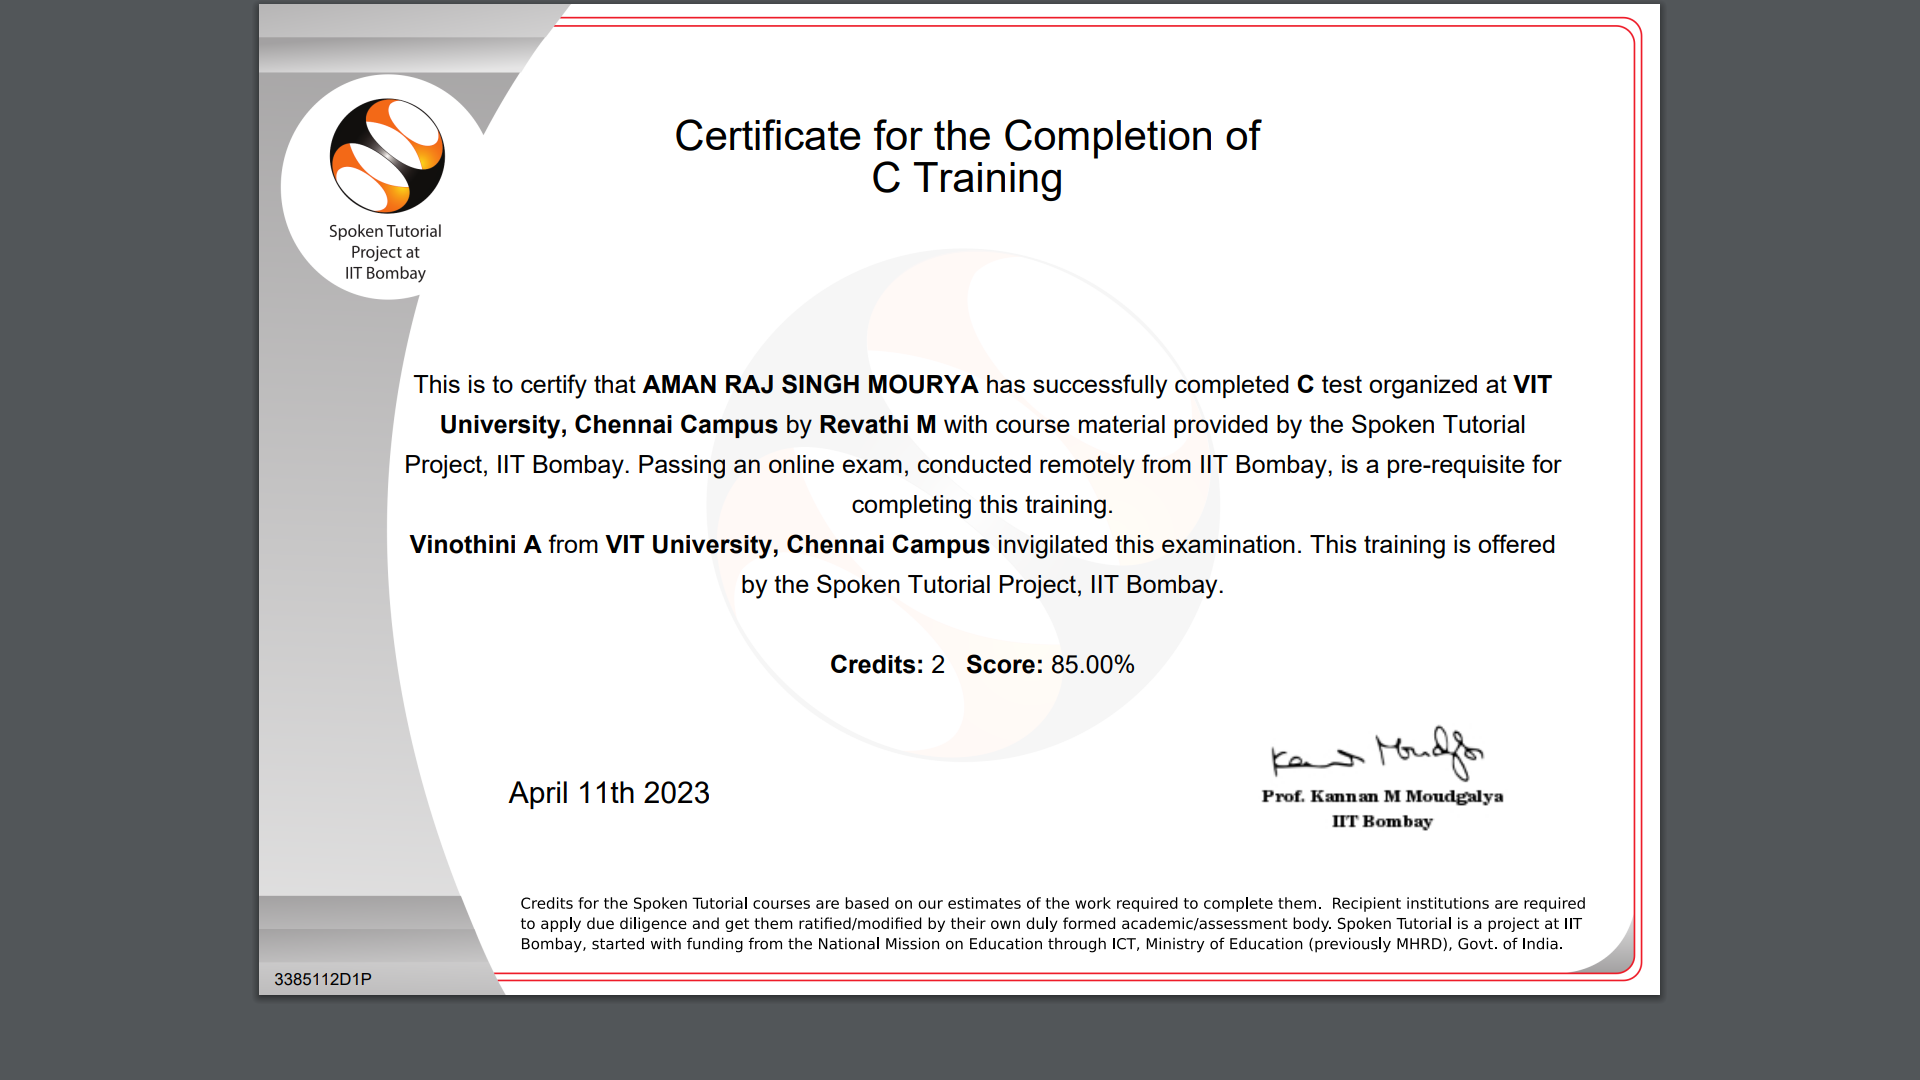 Spoken Tutorial
Project at
IIT Bombay
Certificate for the Completion of
C Training
This is to certify that AMAN RAJ SINGH MOURYA has successfully completed C test organized at VIT
University, Chennai Campus by Revathi M with course material provided by the Spoken Tutorial
Project, IIT Bombay. Passing an online exam, conducted remotely from IIT Bombay, is a pre-requisite for
completing this training.
Vinothini A from VIT University, Chennai Campus invigilated this examination. This training is offered
by the Spoken Tutorial Project, IIT Bombay.
Credits: 2 Score: 85.00%
April 11th 2023
Prof. Kannan M Moudgalya
IIT Bombay
Credits for the Spoken Tutorial courses are based on our estimates of the work required to complete them. Recipient institutions are required
to apply due diligence and get them ratified/modified by their own duly formed academic/assessment body. Spoken Tutorial is a project at IIT
Bombay, started with funding from the National Mission on Education through ICT, Ministry of Education (previously MHRD), Govt. of India.
3385112D1P